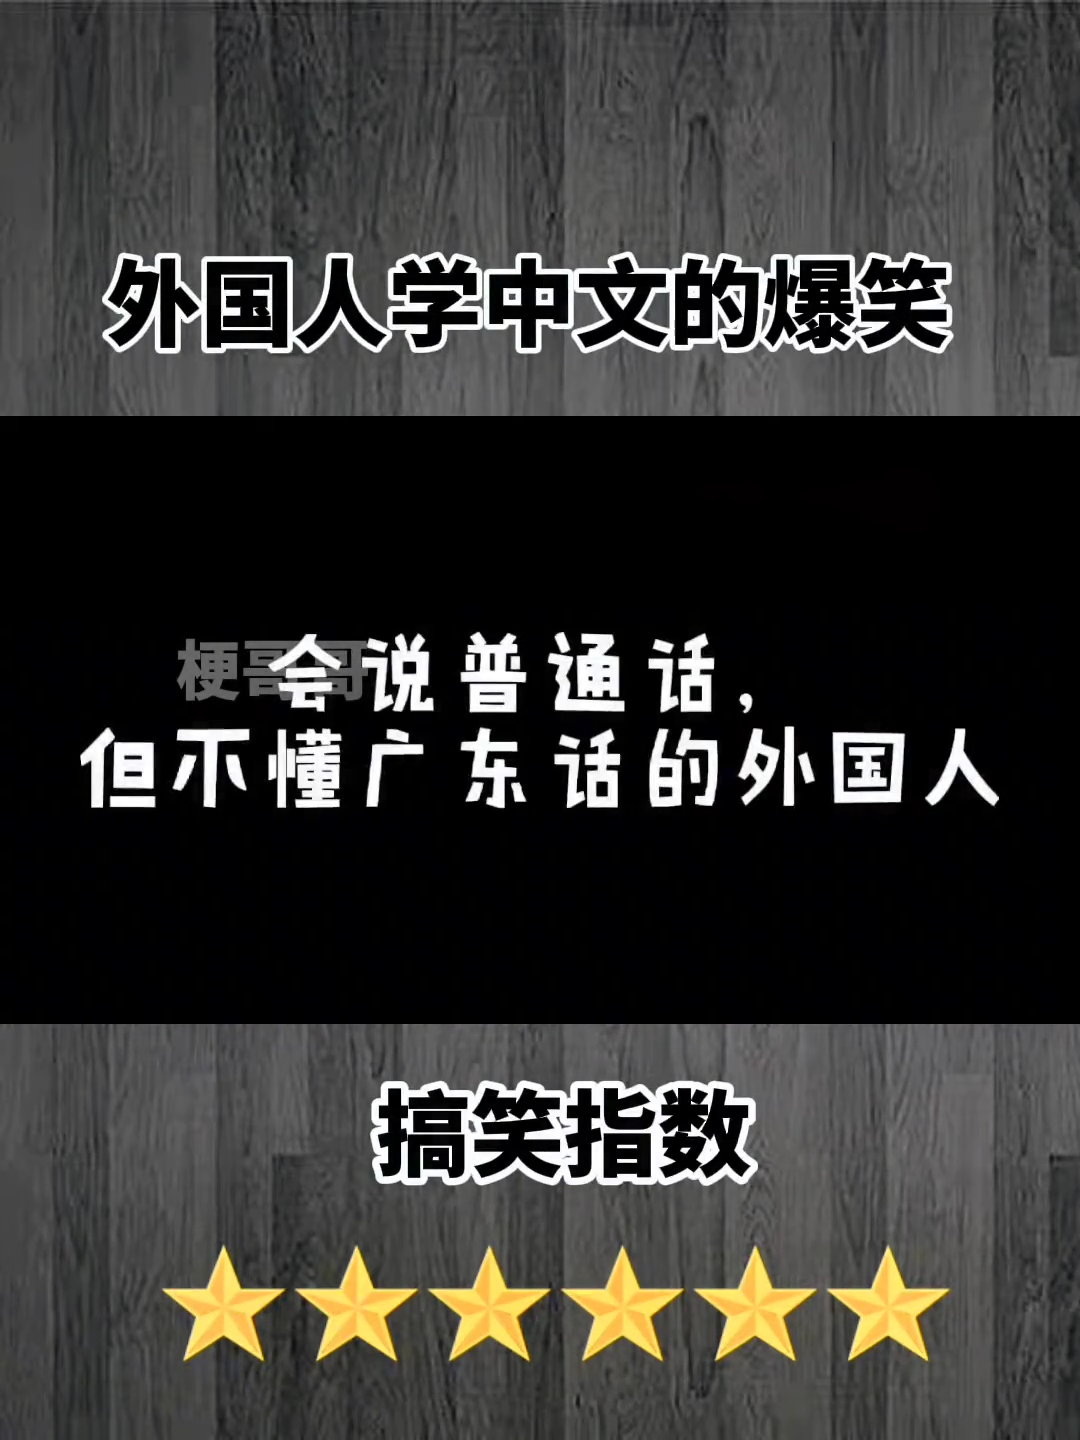 外国人学中文的爆笑
梗哥哥
会说普通话，
但不懂广东话的外国人
搞笑指数